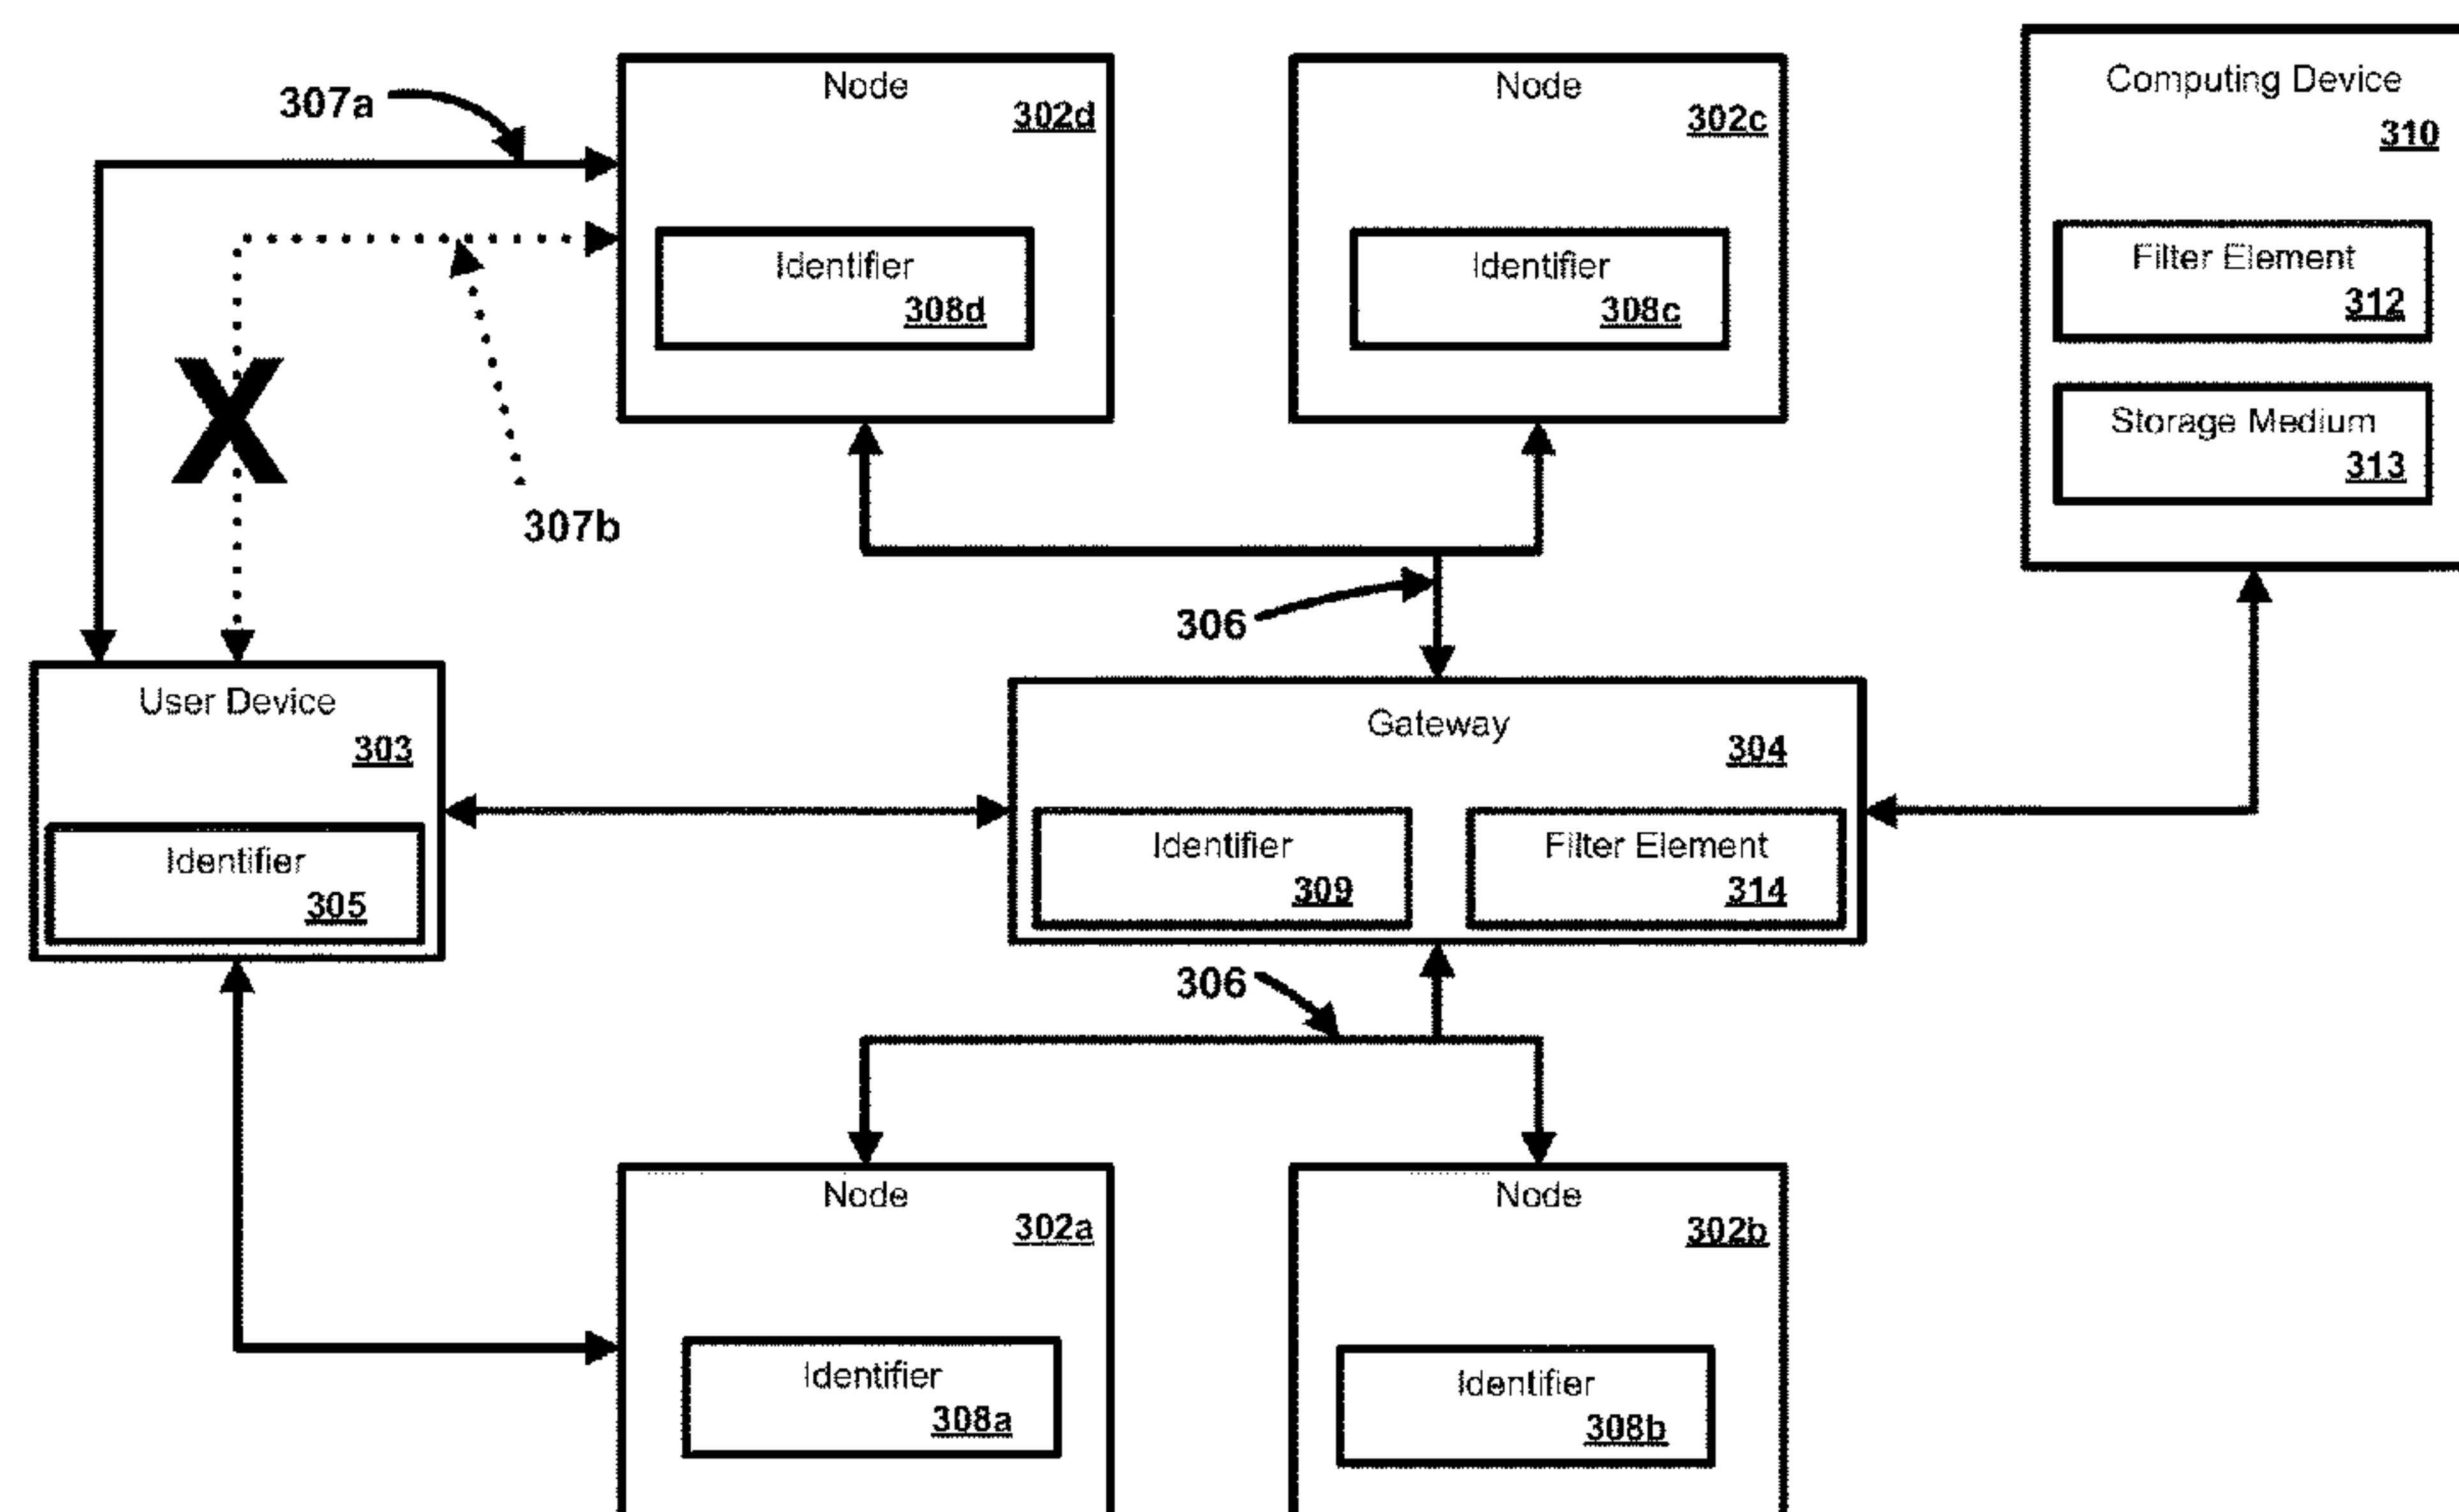 307a
Node
302d
Identifier
308d
Node
302c
Identifier
308c
Computing Device
310
Filter Element
312
Storage Medium
313
X
307b
306
User Device
303
Identifier
305
Gateway
304
Identifier
309
Filter Element
314
306
Node
302a
Identifier
308a
Node
302b
Identifier
308b